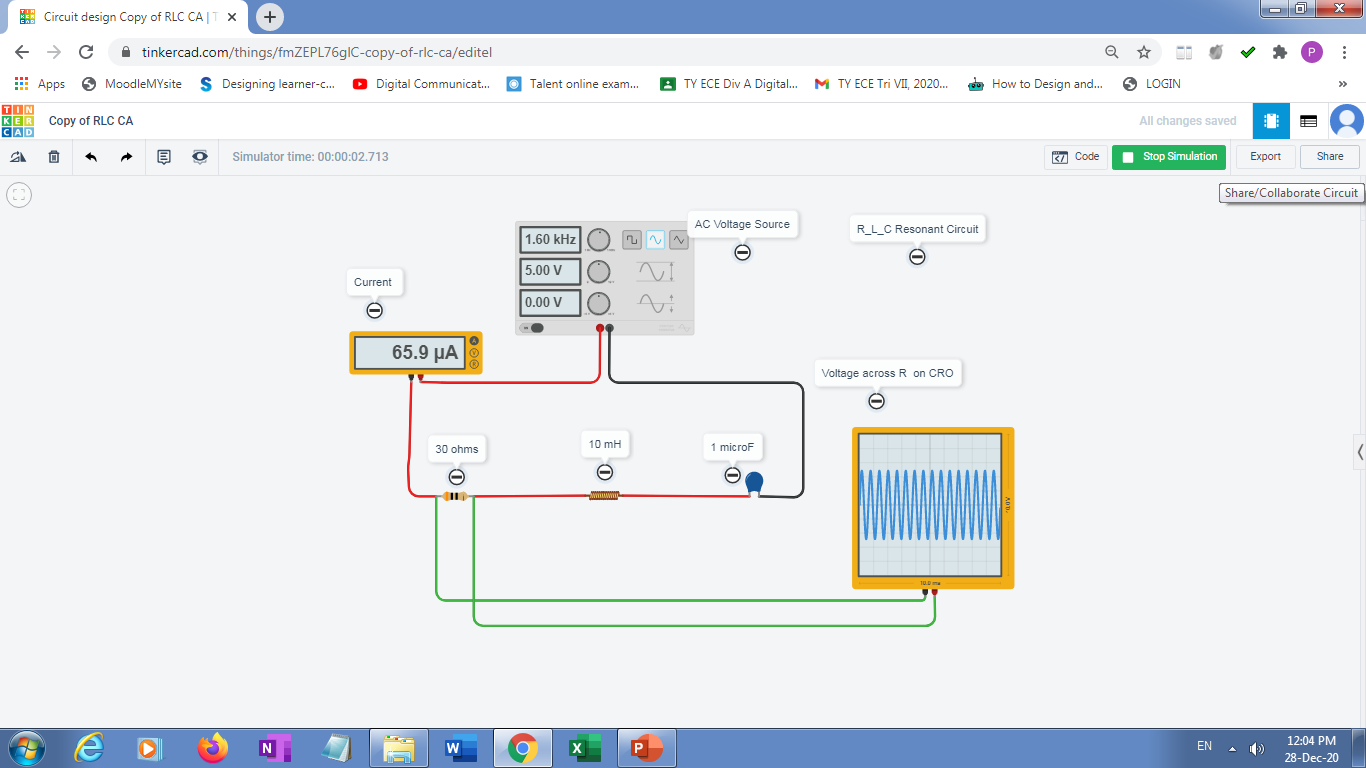 Circuit design Copy of RLC CA | T
tinkercad.com/things/fmZEPL76glC-copy-of-rlc-ca/editel
P
Apps
MoodleMYsite
Designing learner-c...
Digital Communicat...
Talent online exam...
TY ECE Div A Digital...
TY ECE Tri VII, 2020...
How to Design and...
LOGIN
»
TIN
KER
CAD
Copy of RLC CA
All changes saved
Simulator time: 00:00:02.713
Code
Stop Simulation
Export
Share
Share/Collaborate Circuit
AC Voltage Source
R_L_C Resonant Circuit
1.60 kHz
5.00 V
0.00 V
Current
65.9 µA
A
V
R
Voltage across R on CRO
30 ohms
10 mH
1 microF
10.0 ms
EN
12:04 PM
28-Dec-20